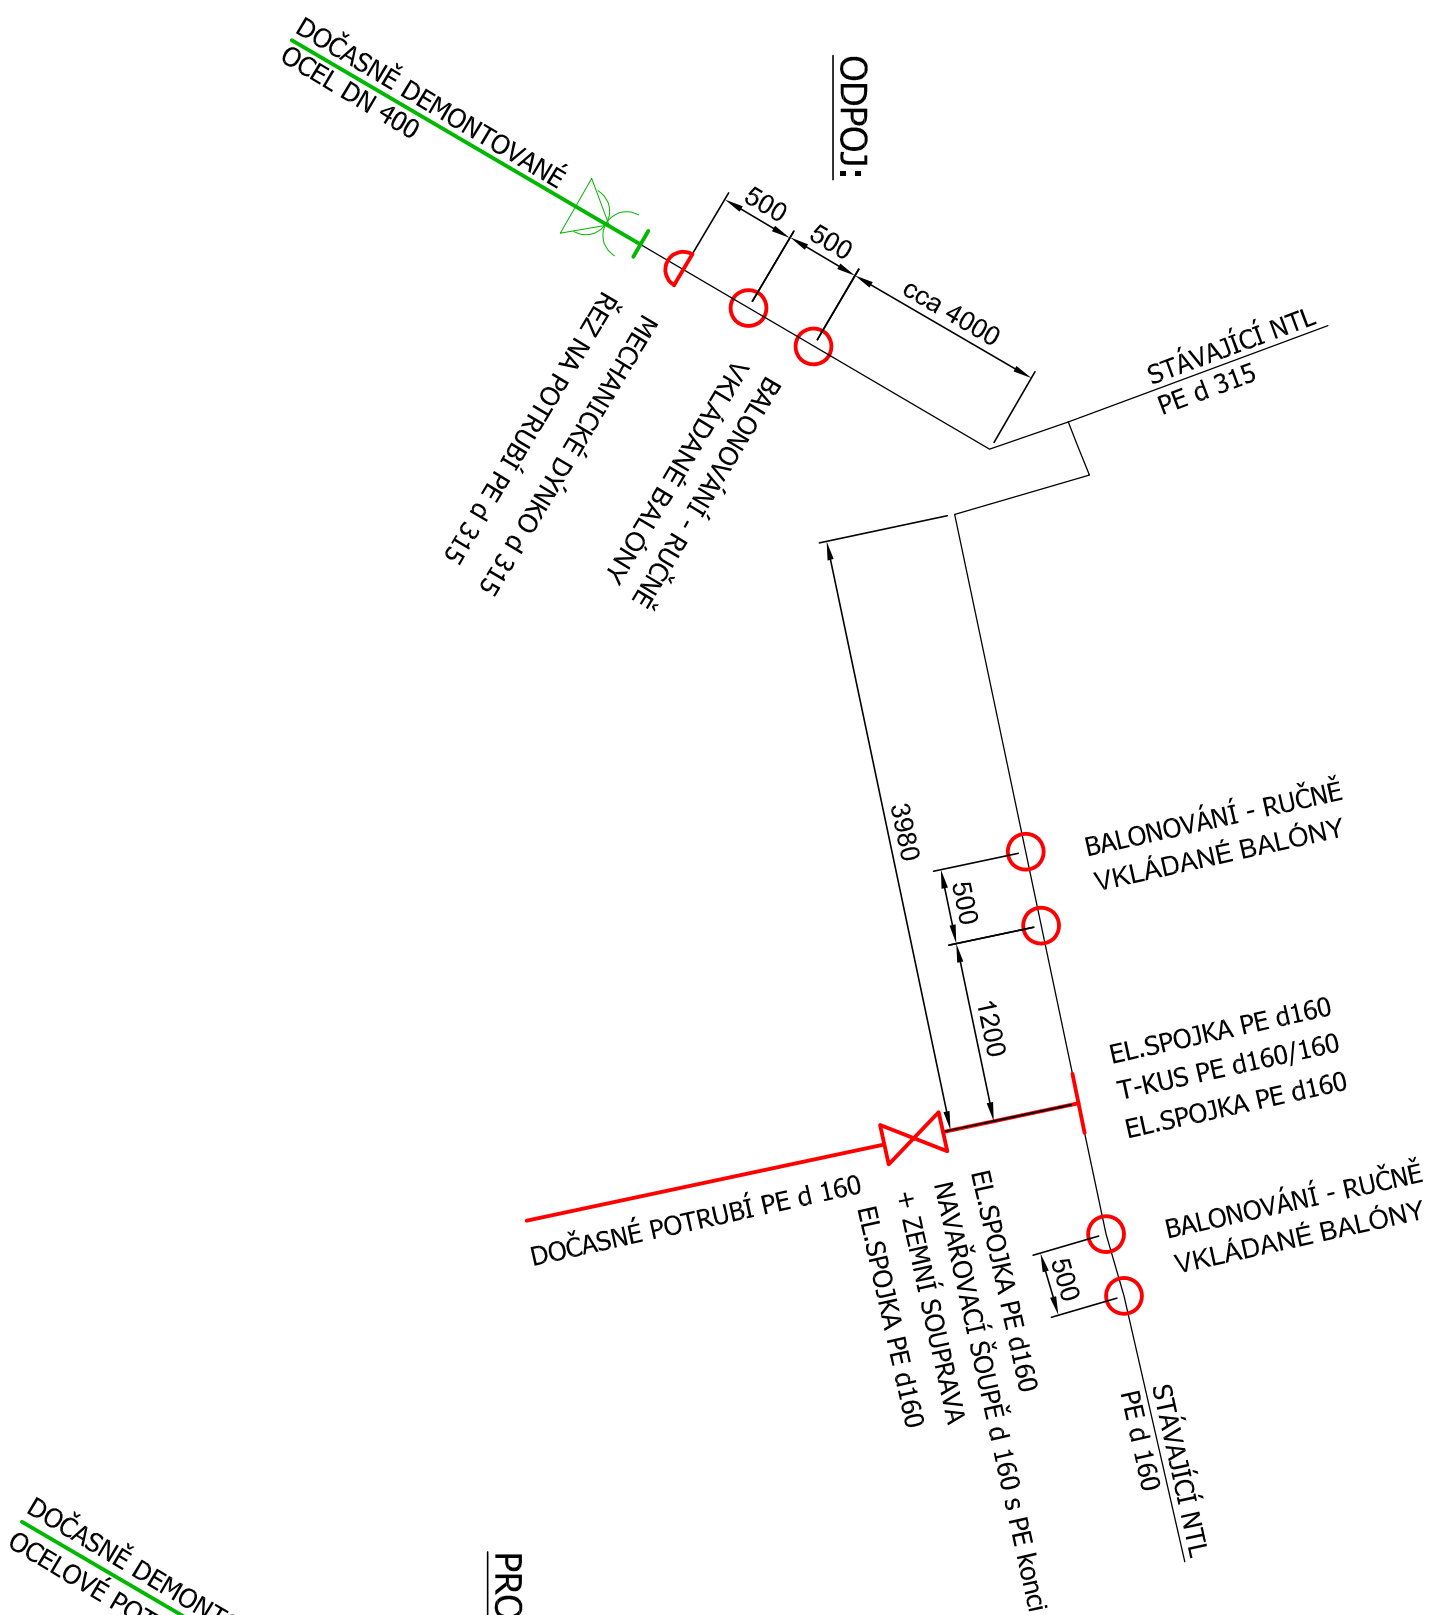 ODPOJ:
DOČASNĚ DEMONTOVANÉ
OCEL DN 400
500
500
cca 4000
STÁVAJÍCÍ NTL
PE d 315
ŘEZ NA POTRUBÍ PE d 315
MECHANICKÉ DÝNKO d 315
BALONOVÁNÍ - RUČNĚ
VKLÁDANÉ BALÓNY
3980
500
1200
BALONOVÁNÍ - RUČNĚ
VKLÁDANÉ BALÓNY
EL.SPOJKA PE d160
T-KUS PE d160/160
EL.SPOJKA PE d160
DOČASNÉ POTRUBÍ PE d 160
EL.SPOJKA PE d160
NAVAŘOVACÍ ŠOUPĚ d 160 s PE konci
+ ZEMNÍ SOUPRAVA
EL.SPOJKA PE d160
BALONOVÁNÍ - RUČNĚ
VKLÁDANÉ BALÓNY
500
STÁVAJÍCÍ NTL
PE d 160
DOČASNĚ DEMONT
OCELOVÉ POT
PRO